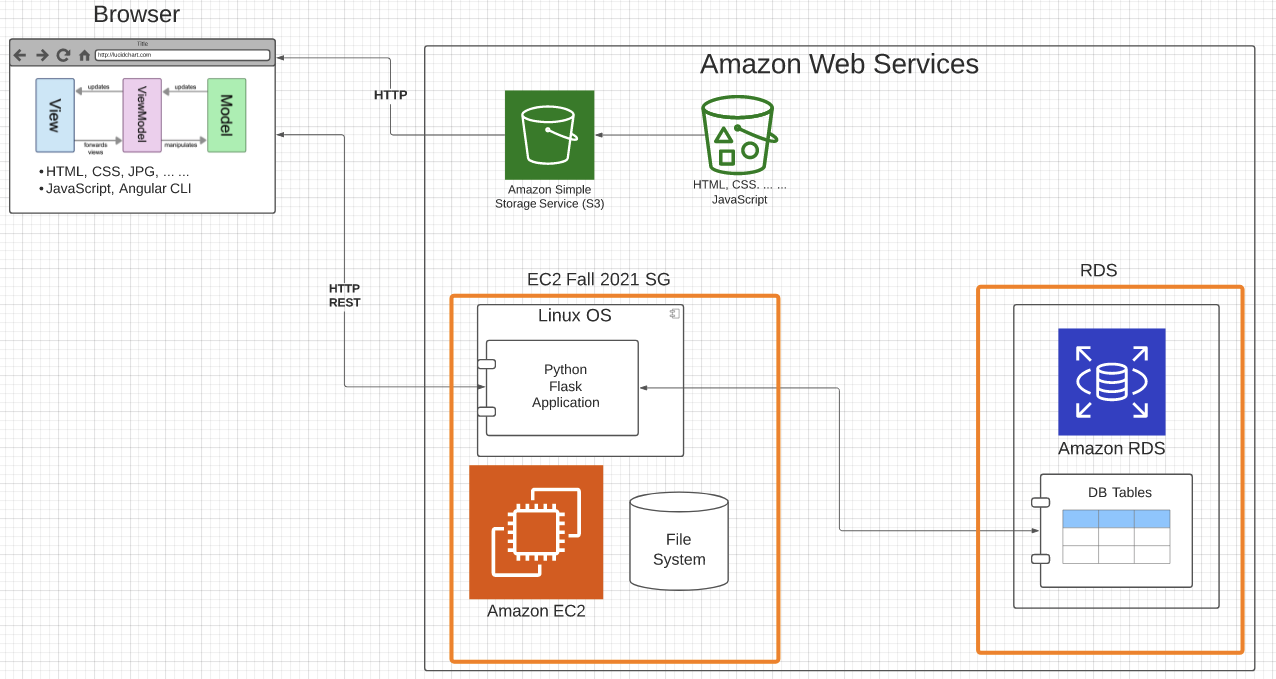 Browser
Title
http://lucidchart.com
updates
updates
View
ViewModel
Model
forwards
views
manipulates
•HTML, CSS, JPG, ... ...
•JavaScript, Angular CLI
HTTP
HTTP
REST
Amazon Web Services
Amazon Simple
Storage Service (S3)
HTML, CSS. ... ...
JavaScript
EC2 Fall 2021 SG
Linux OS
Python
Flask
Application
Amazon EC2
File
System
RDS
Amazon RDS
DB Tables